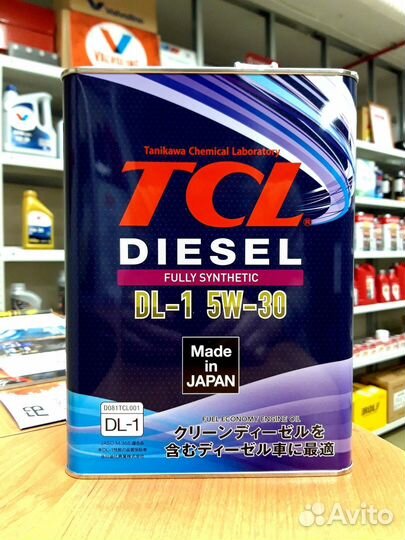 Valvoline
Tanikawa Chemical Laboratory
TCL®
DIESEL
FULLY SYNTHETIC
DL-1 5W-30
Made in JAPAN
D081TCL001
DL-1
FUEL ECONOMY ENGINE OIL
クリーンディーゼルを
含むディーゼル車に最適
Avito